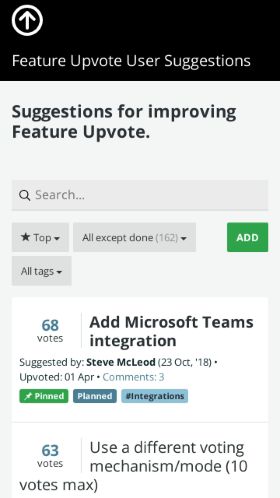 Feature Upvote User Suggestions
Suggestions for improving
Feature Upvote.
Search...
Top
All except done (162)
ADD
All tags
68
votes
Add Microsoft Teams
integration
Suggested by: Steve McLeod (23 Oct, '18) •
Upvoted: 01 Apr • Comments: 3
Pinned
Planned
#Integrations
63
votes
Use a different voting
mechanism/mode (10
votes max)